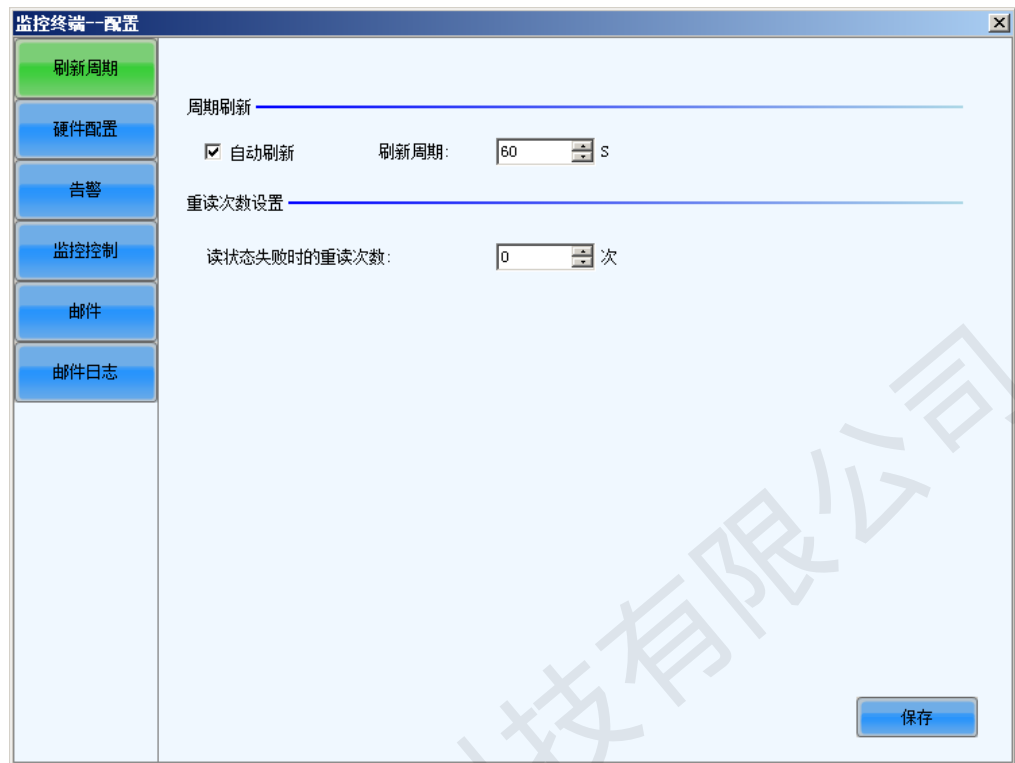 监控终端--配置
刷新周期
硬件配置
告警
监控控制
邮件
邮件日志
周期刷新
自动刷新 刷新周期: 60 S
重读次数设置
读状态失败时的重读次数: 0 次
保存
科技有限公司